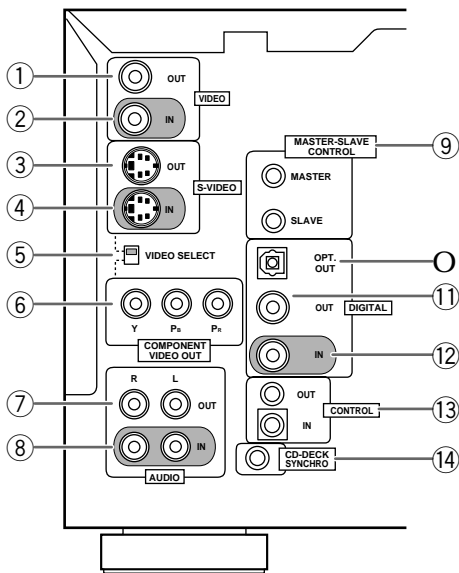 ① OUT
② IN
VIDEO
③ OUT
④ IN
S-VIDEO
⑤ VIDEO SELECT
⑥
Y PB PR
COMPONENT
VIDEO OUT
R L
⑦ OUT
⑧ IN
AUDIO
MASTER-SLAVE
CONTROL
⑨
MASTER
SLAVE
OPT.
OUT
O
OUT DIGITAL ⑪
IN ⑫
OUT
CONTROL ⑬
IN
CD-DECK
SYNCHRO
⑭